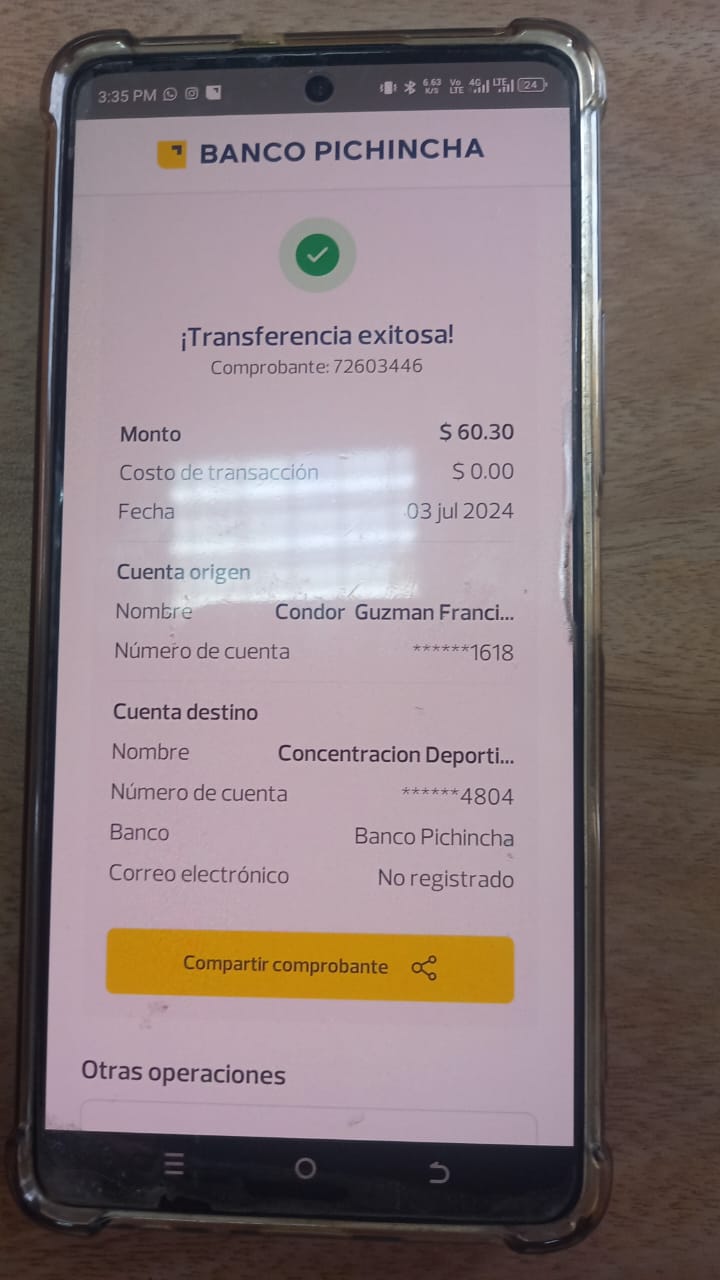 3:35 PM
6.63 K/S Vo LTE 4G LTE 24
BANCO PICHINCHA
¡Transferencia exitosa!
Comprobante: 72603446
Monto $ 60.30
Costo de transacción $ 0.00
Fecha 03 jul 2024
Cuenta origen
Nombre Condor Guzman Franci...
Número de cuenta ******1618
Cuenta destino
Nombre Concentracion Deporti...
Número de cuenta ******4804
Banco Banco Pichincha
Correo electrónico No registrado
Compartir comprobante
Otras operaciones